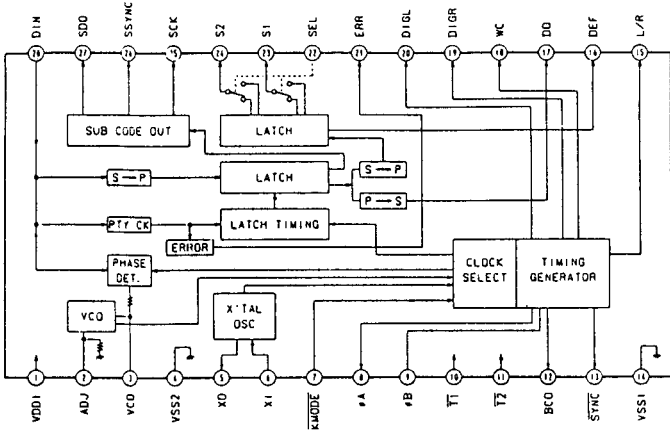 DIN SDO SSYNC SCK S2 S1 SEL ERR DIGL DIGR WC DO DEF L/R
28 27 26 25 24 23 22 21 20 19 18 17 16 15
SUB CODE OUT
LATCH
S→P
LATCH
S→P
P→S
PTY CK
LATCH TIMING
ERROR
PHASE
DET.
CLOCK
SELECT
TIMING
GENERATOR
VCO
X'TAL
OSC
1 2 3 4 5 6 7 8 9 10 11 12 13 14
VDD1 ADJ VCO VSS2 XO XI KMODE φA φB T1 T2 BCO SYNC VSS1